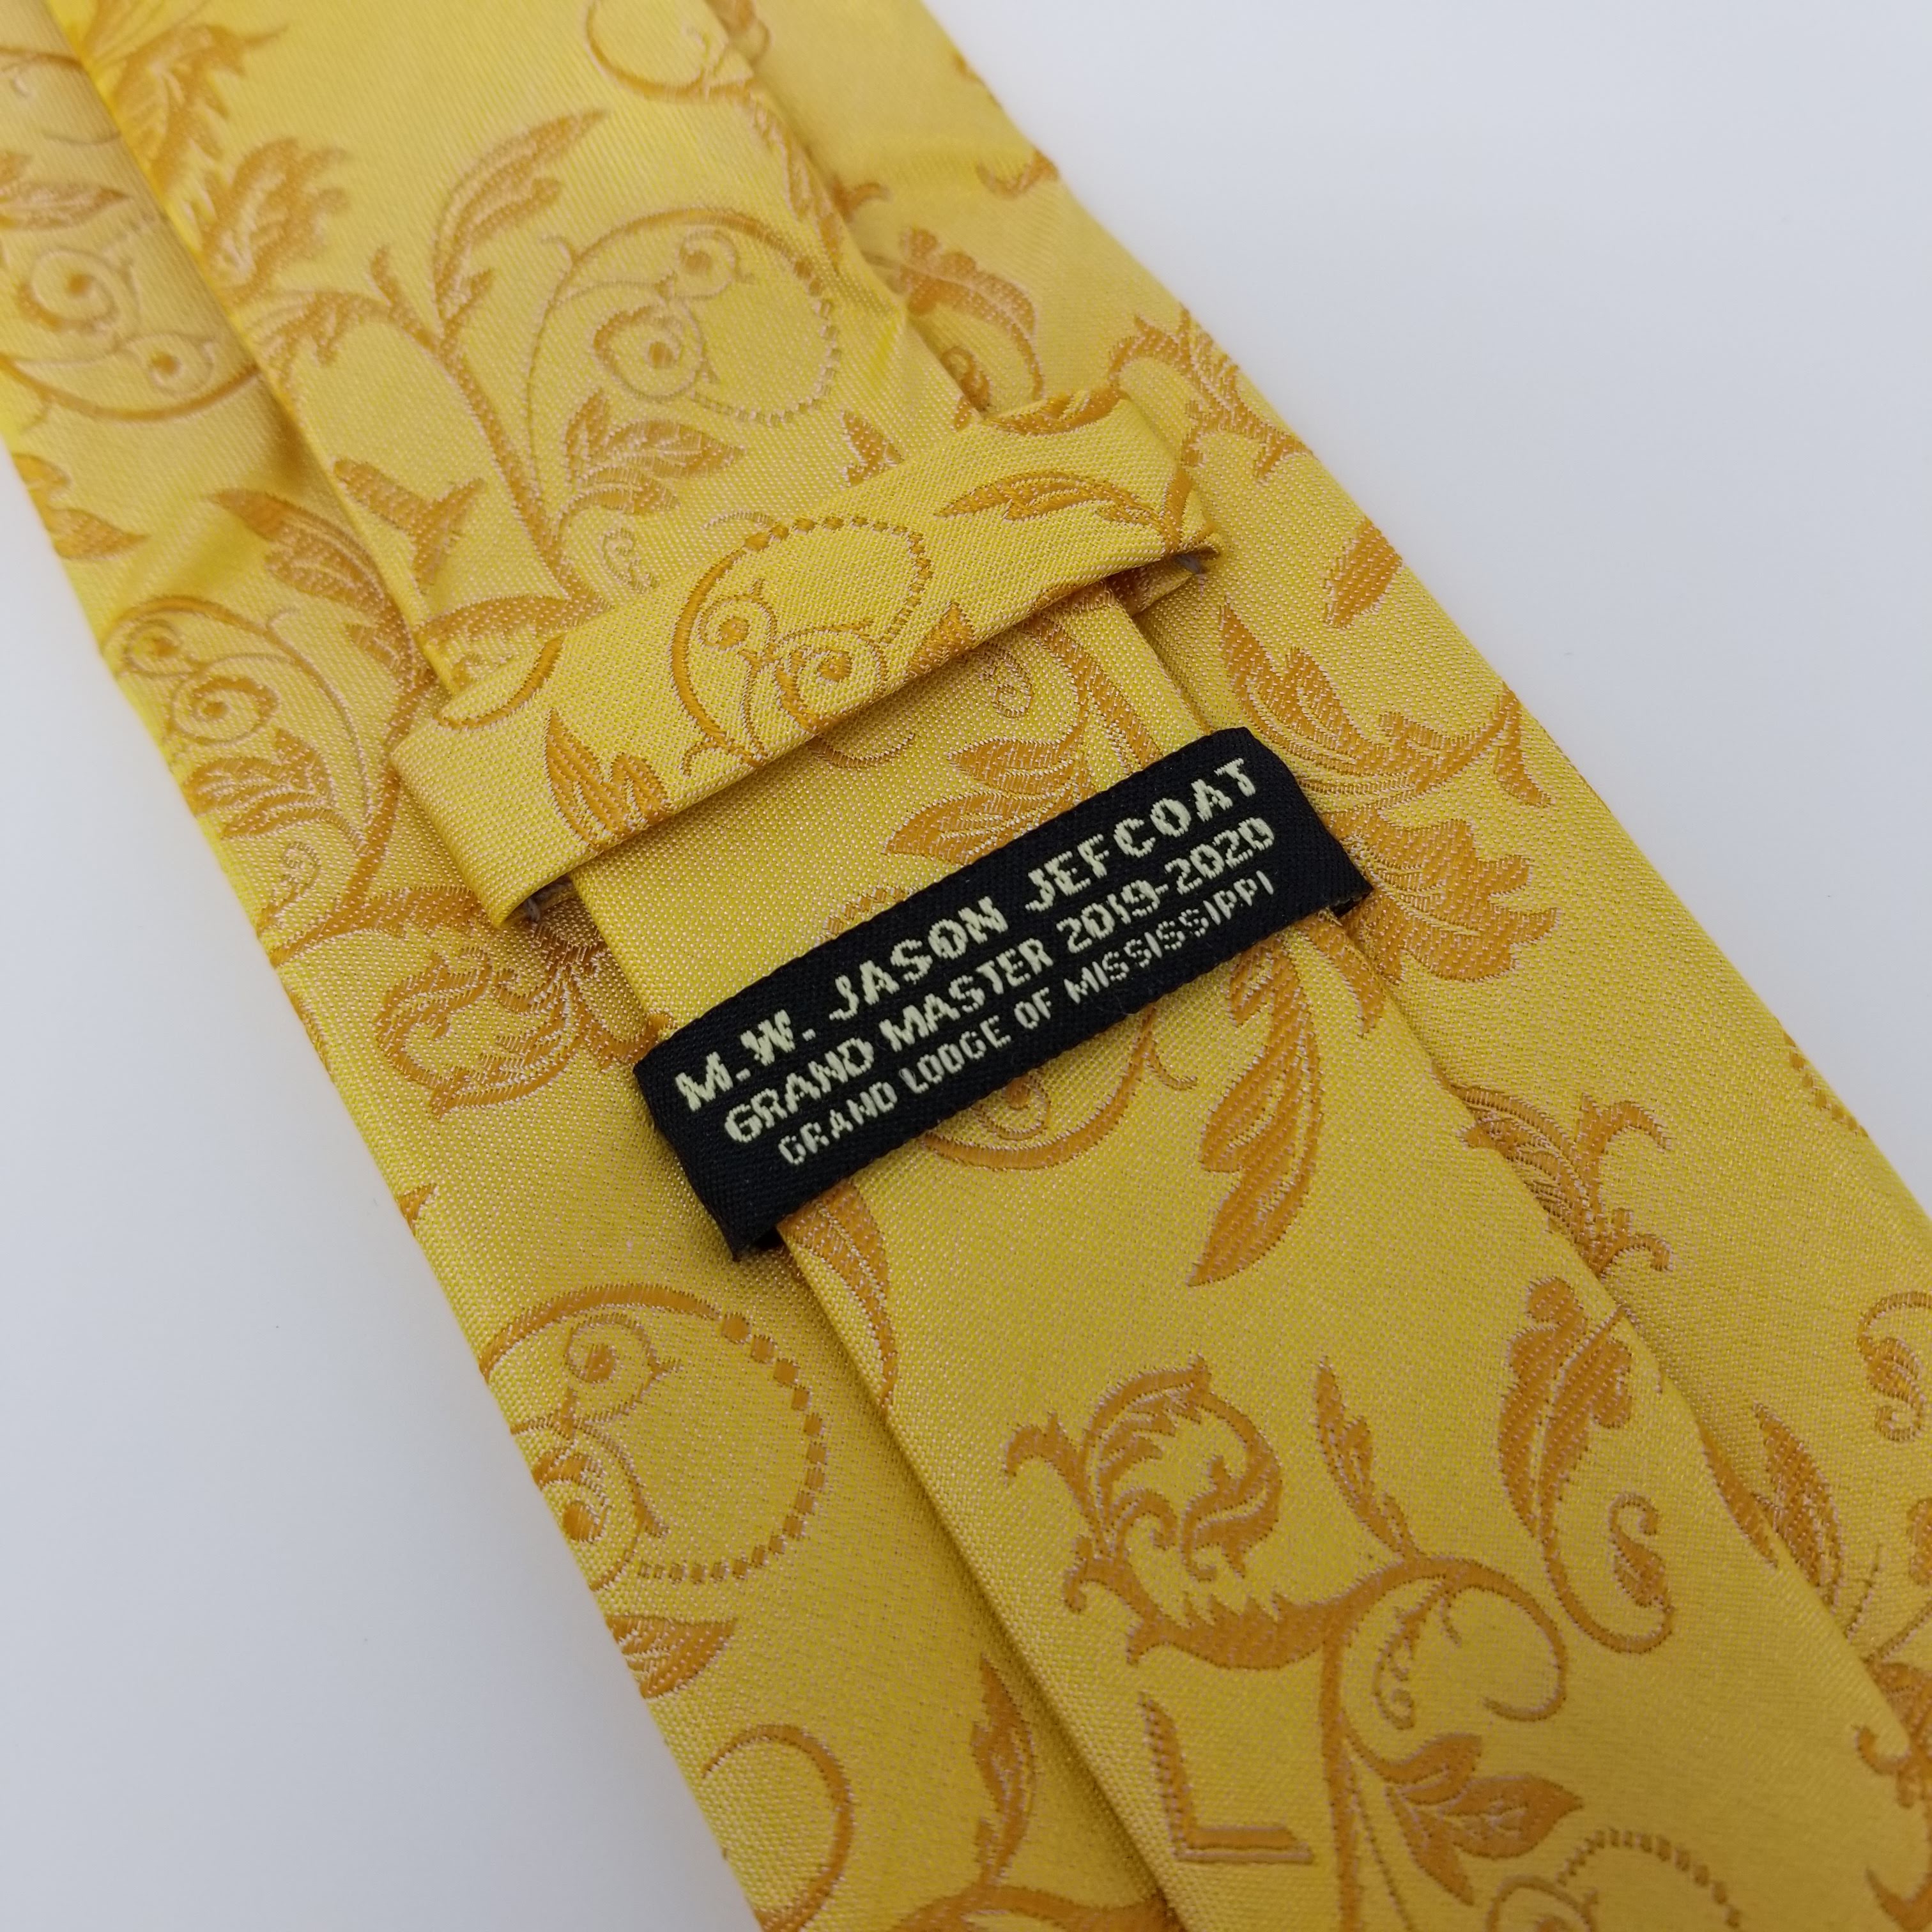 M.W. JASON JEFCOAT
GRAND MASTER 2019-2020
GRAND LODGE OF MISSISSIPPI